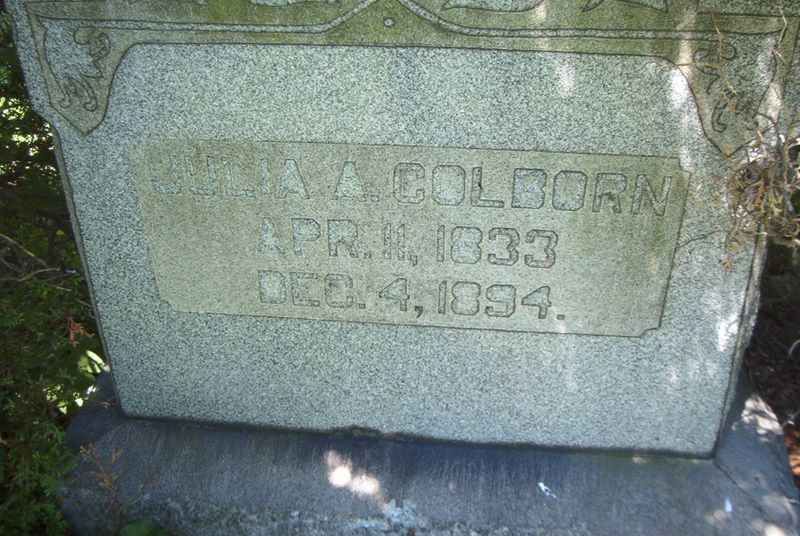 JULIA A. COLBORN
APR. 11, 1833
DEC. 4, 1894.